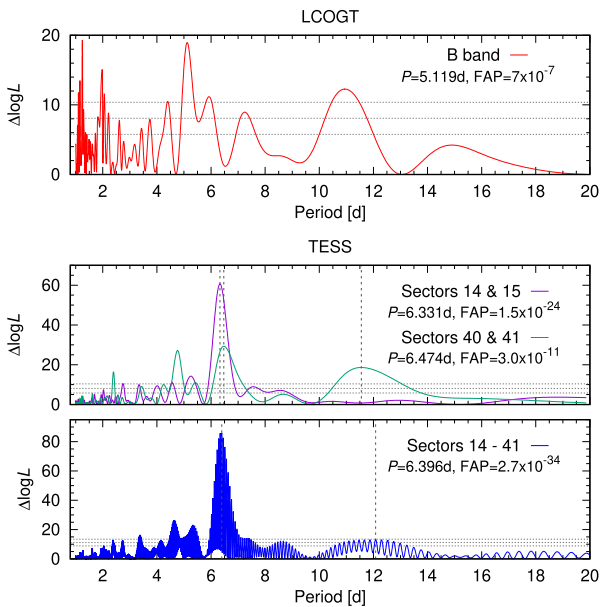 LCOGT
20
10
0
ΔlogL
B band
P=5.119d, FAP=7x10⁻⁷
2 4 6 8 10 12 14 16 18 20
Period [d]
TESS
60
40
20
0
ΔlogL
Sectors 14 & 15
P=6.331d, FAP=1.5x10⁻²⁴
Sectors 40 & 41
P=6.474d, FAP=3.0x10⁻¹¹
80
60
40
20
0
ΔlogL
Sectors 14 - 41
P=6.396d, FAP=2.7x10⁻³⁴
2 4 6 8 10 12 14 16 18 20
Period [d]